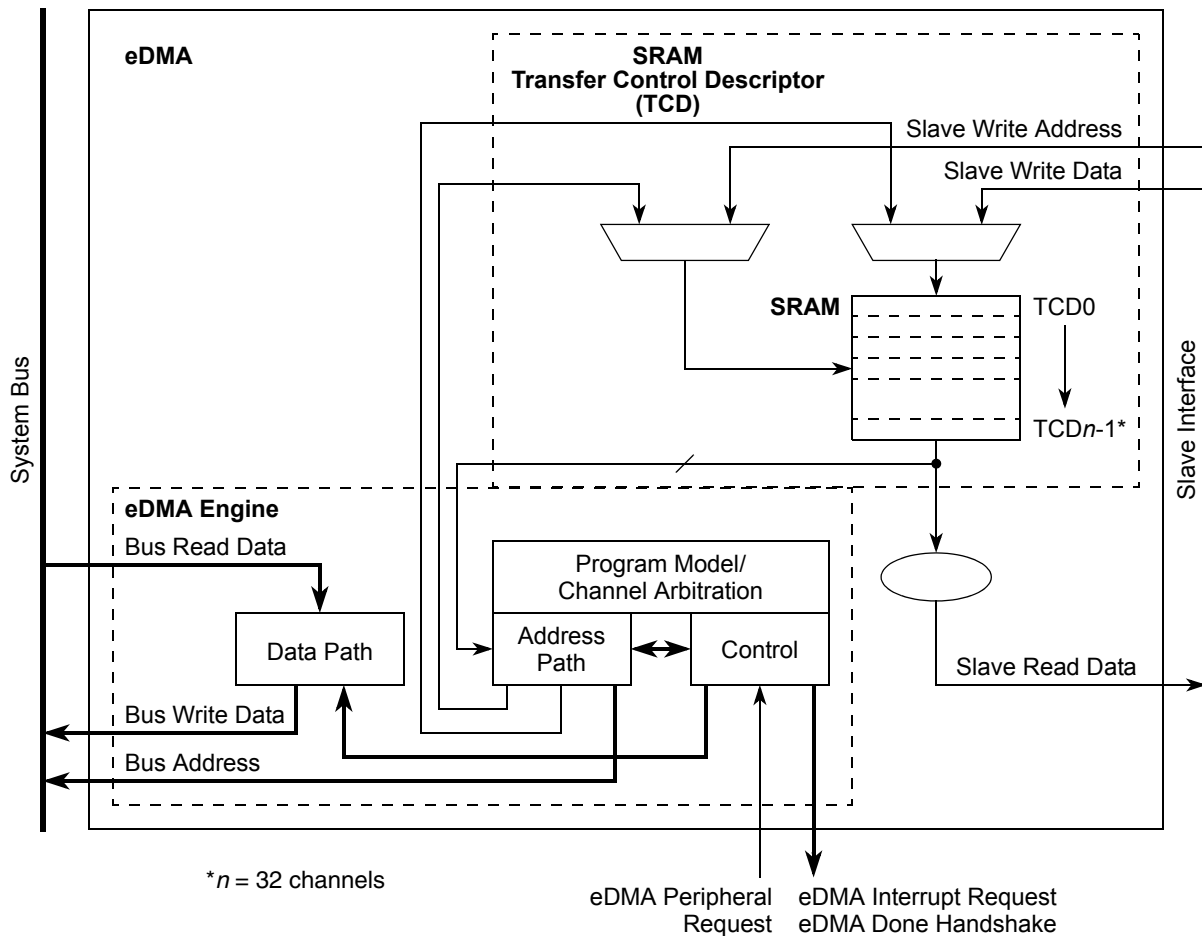 eDMA
SRAM
Transfer Control Descriptor
(TCD)
Slave Write Address
Slave Write Data
SRAM
TCD0
TCDn-1*
System Bus
Slave Interface
eDMA Engine
Bus Read Data
Program Model/
Channel Arbitration
Data Path
Address
Path
Control
Slave Read Data
Bus Write Data
Bus Address
*n = 32 channels
eDMA Peripheral
Request
eDMA Interrupt Request
eDMA Done Handshake